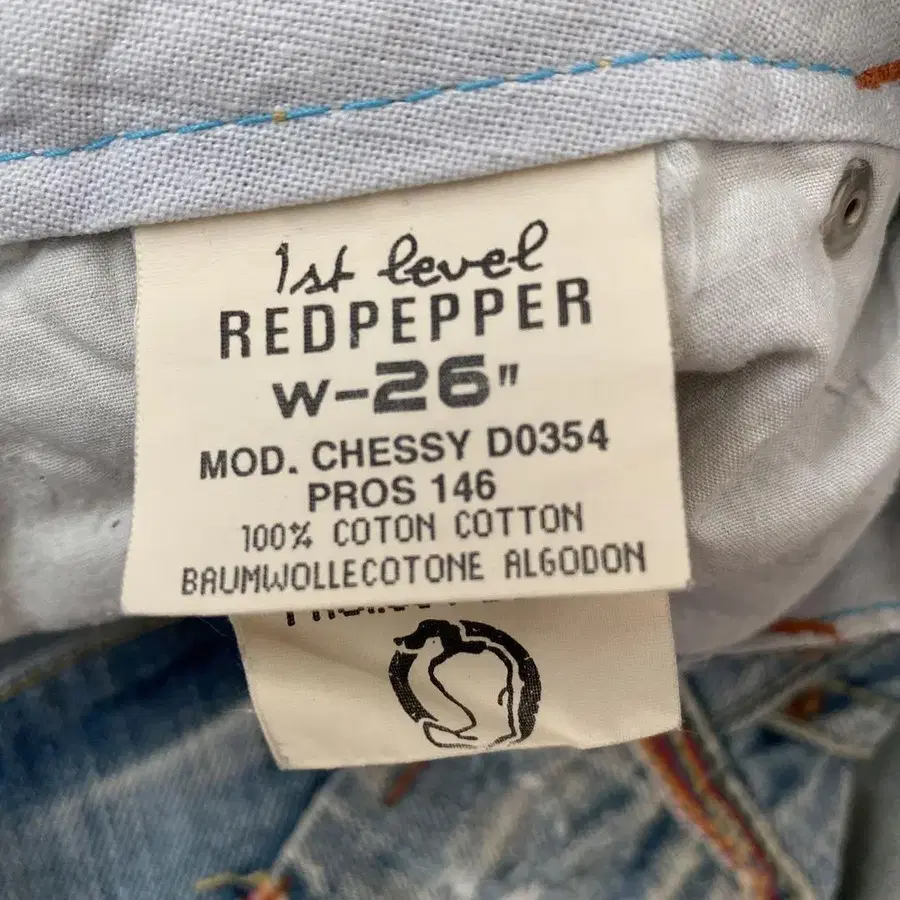 1st level
REDPEPPER
W-26"
MOD. CHESSY D0354
PROS 146
100% COTON COTTON
BAUMWOLLECOTONE ALGODON